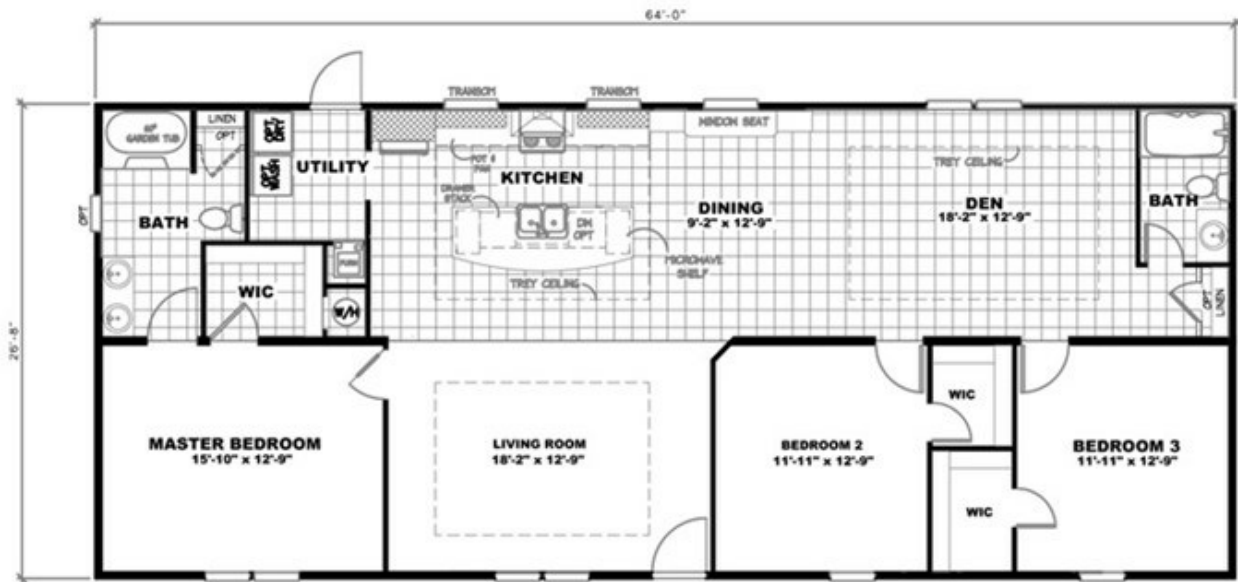 64'-0"
TRANSOM
TRANSOM
60"
GARDEN TUB
LINEN
OPT
OPT
DRY
OPT
WASH
UTILITY
POT &
PAN
KITCHEN
WINDOW SEAT
TREY CEILING
DEN
18'-2" x 12'-9"
BATH
OPT
BATH
DRAWER
STACK
DW
OPT
DINING
9'-2" x 12'-9"
MICROWAVE
SHELF
TREY CEILING
WIC
W/H
OPT
LINEN
26'-8"
MASTER BEDROOM
15'-10" x 12'-9"
LIVING ROOM
18'-2" x 12'-9"
BEDROOM 2
11'-11" x 12'-9"
WIC
WIC
BEDROOM 3
11'-11" x 12'-9"